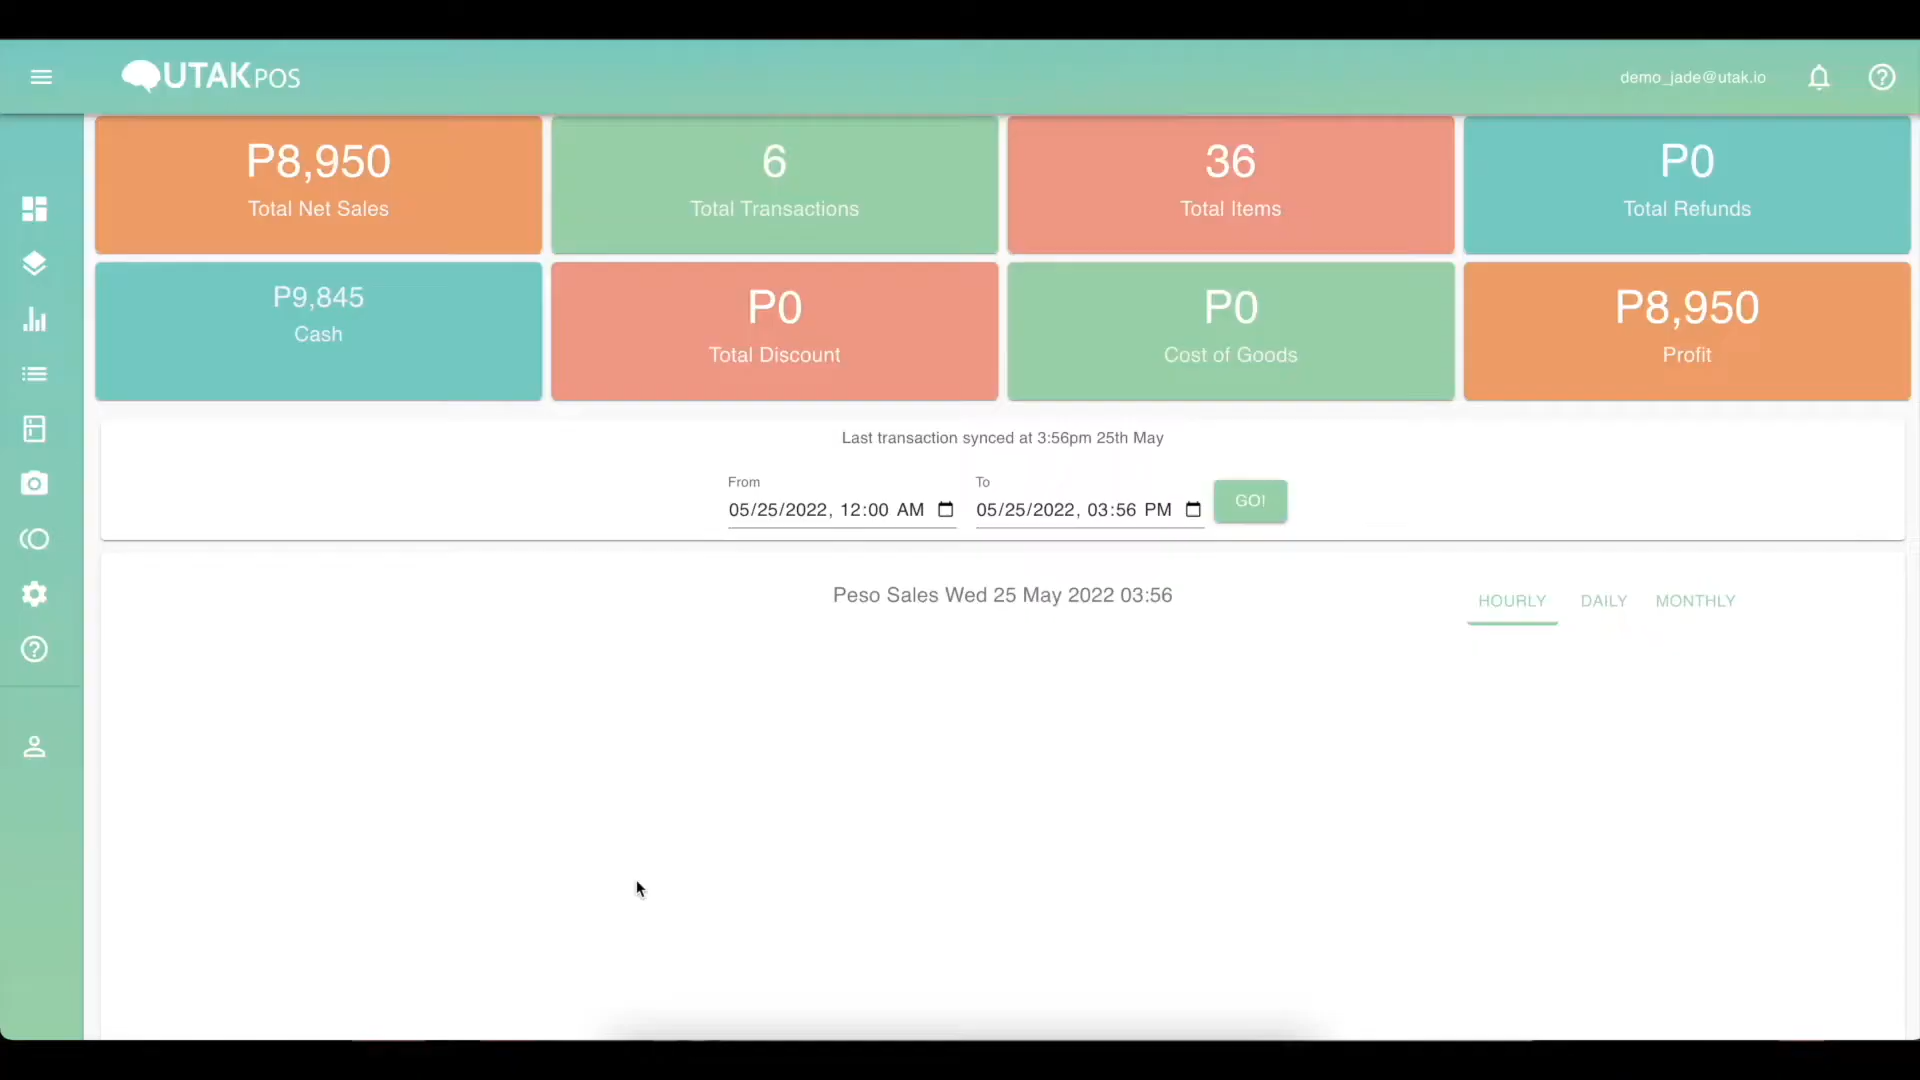 UTAKPOS
demo_jade@utak.io
P8,950
Total Net Sales
6
Total Transactions
36
Total Items
P0
Total Refunds
P9,845
Cash
P0
Total Discount
P0
Cost of Goods
P8,950
Profit
Last transaction synced at 3:56pm 25th May
From
05/25/2022, 12:00 AM
To
05/25/2022, 03:56 PM
GO!
Peso Sales Wed 25 May 2022 03:56
HOURLY DAILY MONTHLY